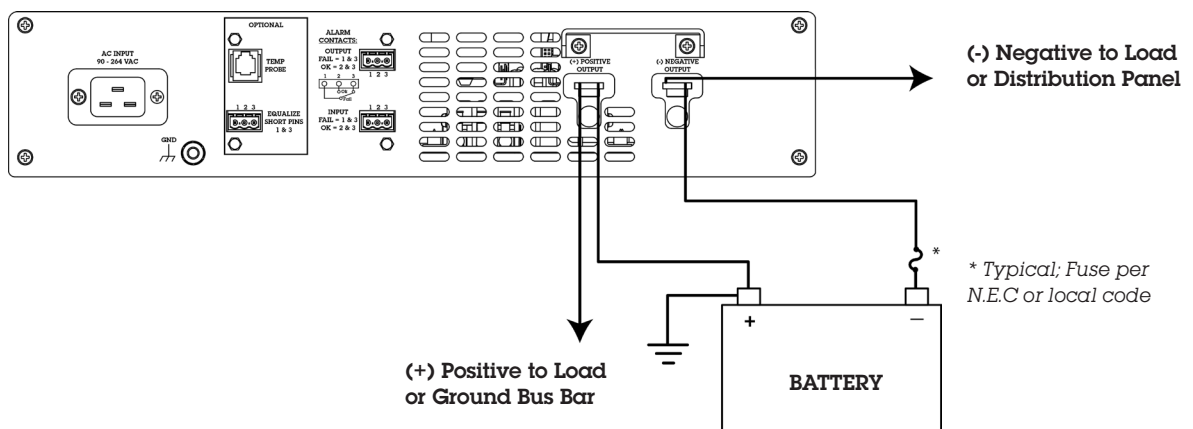 AC INPUT
90 - 264 VAC
GND
OPTIONAL
TEMP
PROBE
1 2 3
EQUALIZE
SHORT PINS
1 & 3
ALARM
CONTACTS:
OUTPUT
FAIL = 1 & 3
OK = 2 & 3
1 2 3
1 2 3
OK
Fail
INPUT
FAIL = 1 & 3
OK = 2 & 3
1 2 3
(+) POSITIVE
OUTPUT
(-) NEGATIVE
OUTPUT
(-) Negative to Load
or Distribution Panel
*
* Typical; Fuse per
N.E.C or local code
(+) Positive to Load
or Ground Bus Bar
+
—
BATTERY